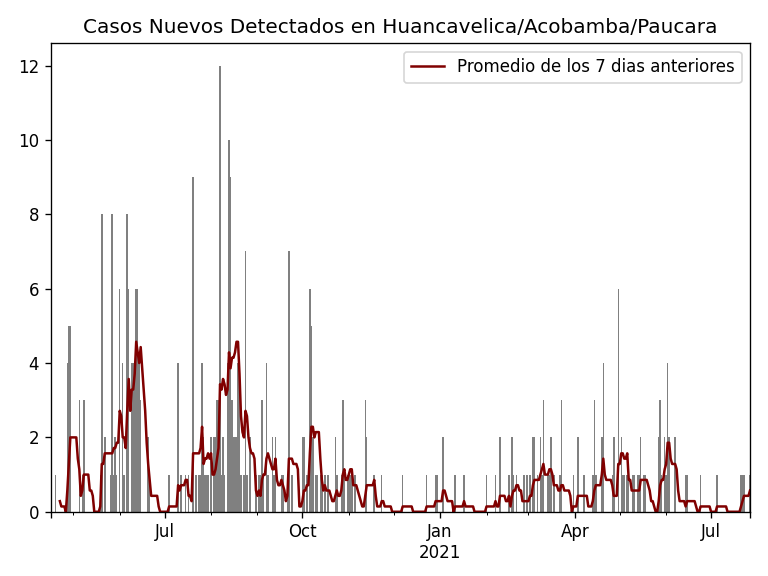 Casos Nuevos Detectados en Huancavelica/Acobamba/Paucara
Promedio de los 7 dias anteriores
12
10
8
6
4
2
0
Jul
Oct
Jan
2021
Apr
Jul